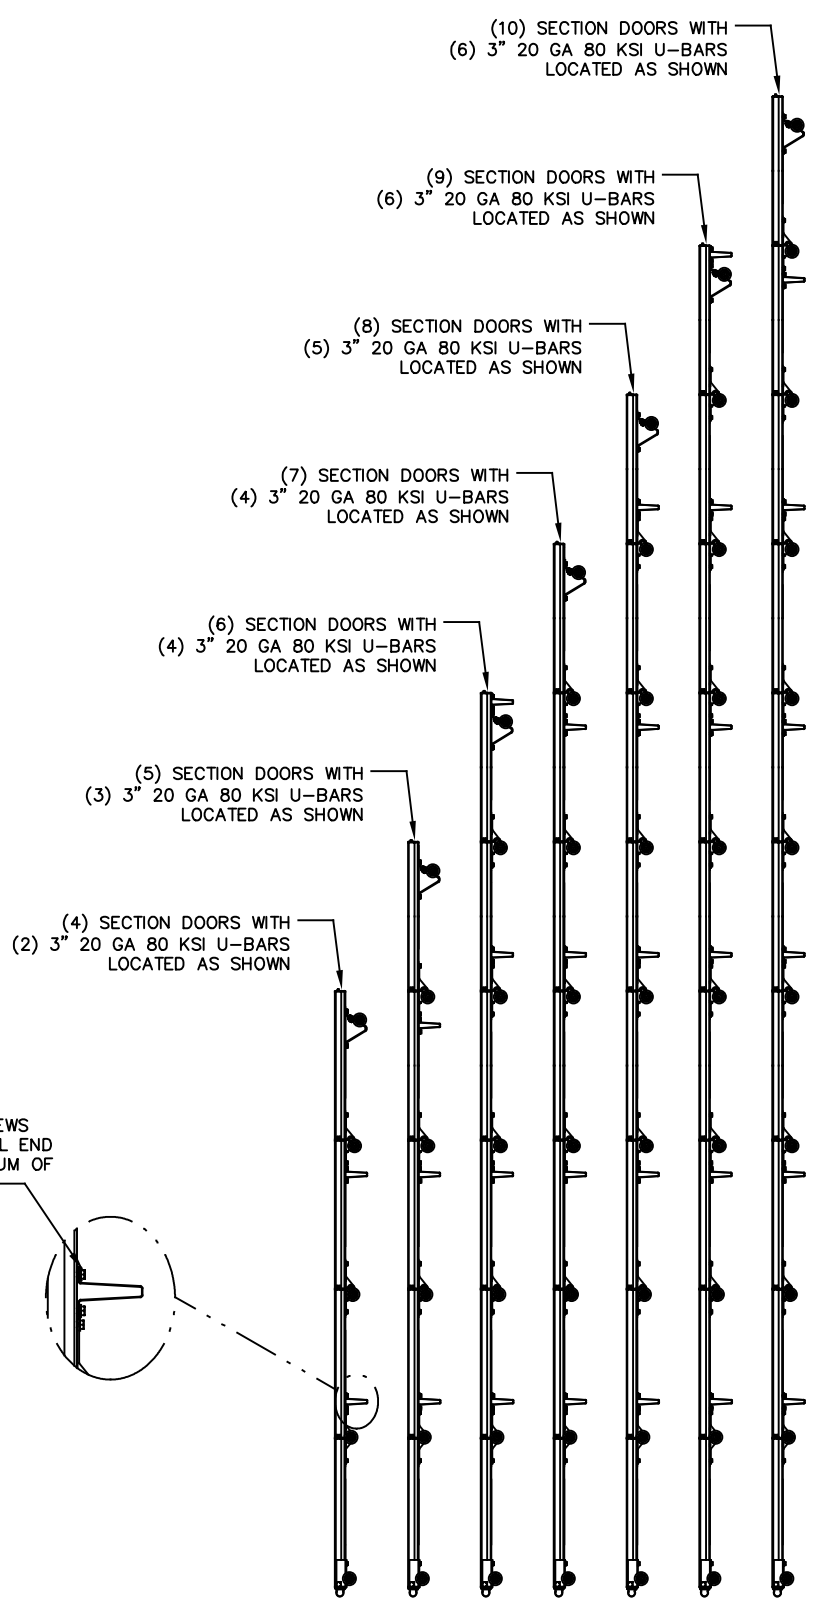 (10) SECTION DOORS WITH
(6) 3" 20 GA 80 KSI U-BARS
LOCATED AS SHOWN
(9) SECTION DOORS WITH
(6) 3" 20 GA 80 KSI U-BARS
LOCATED AS SHOWN
(8) SECTION DOORS WITH
(5) 3" 20 GA 80 KSI U-BARS
LOCATED AS SHOWN
(7) SECTION DOORS WITH
(4) 3" 20 GA 80 KSI U-BARS
LOCATED AS SHOWN
(6) SECTION DOORS WITH
(4) 3" 20 GA 80 KSI U-BARS
LOCATED AS SHOWN
(5) SECTION DOORS WITH
(3) 3" 20 GA 80 KSI U-BARS
LOCATED AS SHOWN
(4) SECTION DOORS WITH
(2) 3" 20 GA 80 KSI U-BARS
LOCATED AS SHOWN
EWS
L END
UM OF